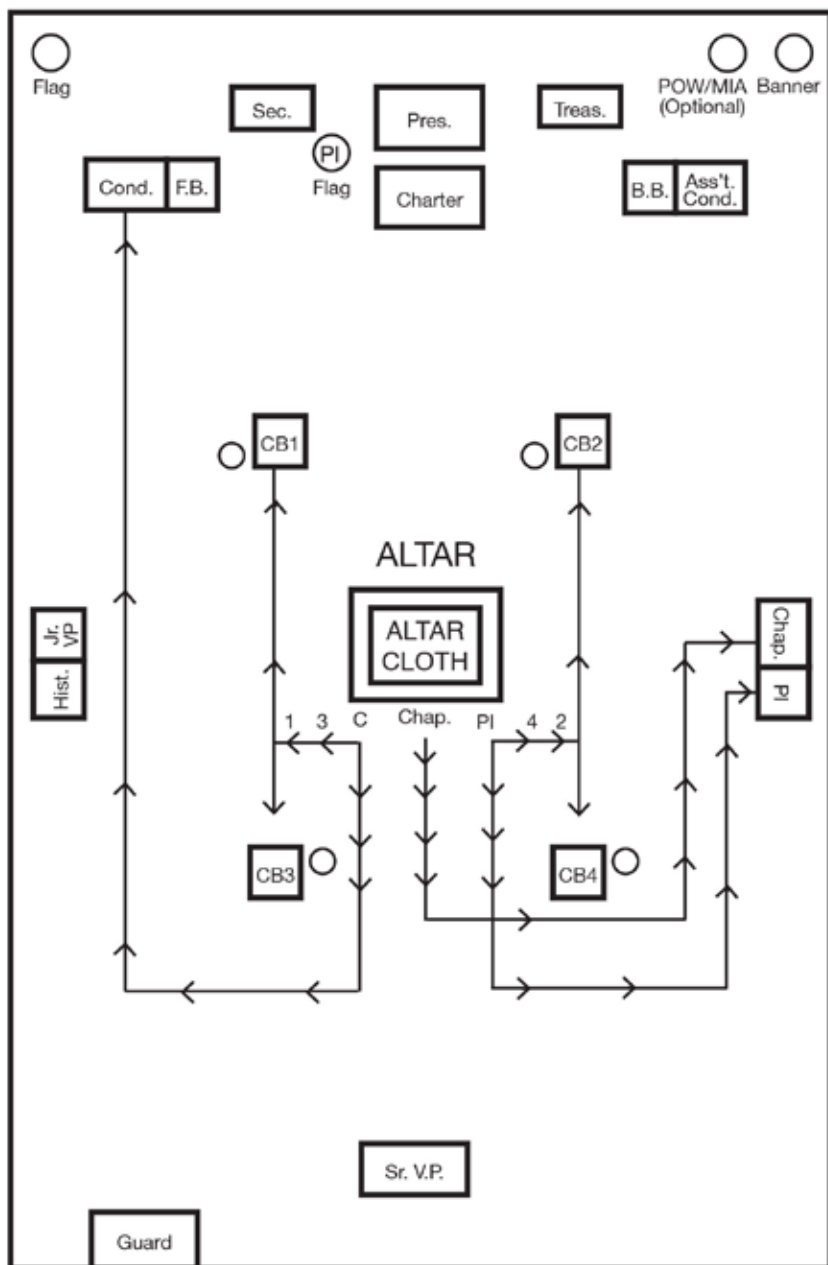 Flag
POW/MIA
(Optional)
Banner
Sec.
Pres.
Treas.
PI
Flag
Cond.
F.B.
Charter
B.B.
Ass't.
Cond.
CB1
CB2
ALTAR
ALTAR
CLOTH
Jr.
VP
Hist.
Chap.
PI
1 3 C Chap. PI 4 2
CB3
CB4
Sr. V.P.
Guard